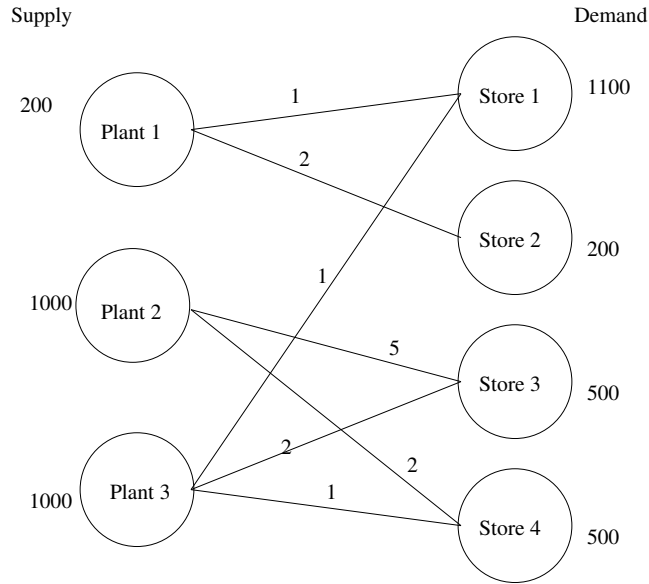 Supply
Demand
200
Plant 1
1
Store 1
1100
2
Store 2
200
1
1000
Plant 2
5
Store 3
500
2
2
1000
Plant 3
1
Store 4
500